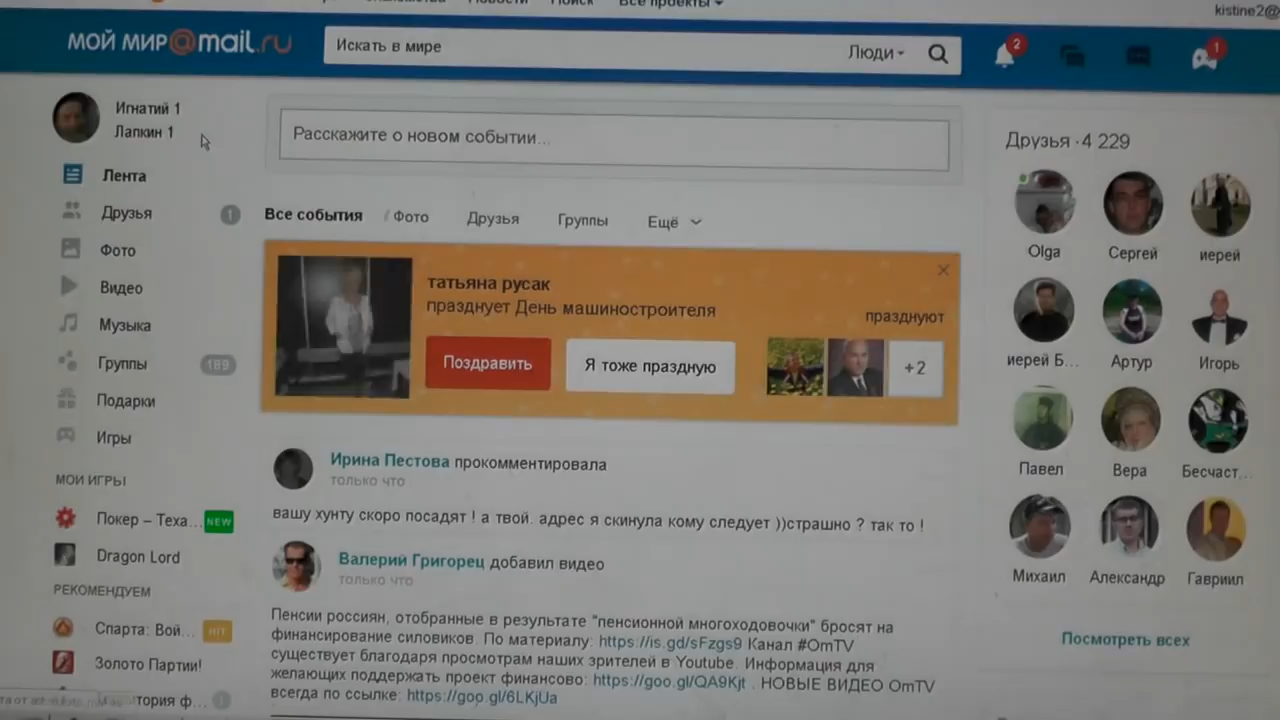 Новости Поиск Все проекты
kistine2@
МОЙ МИР@mail.ru
Искать в мире
Люди
2
1
Игнатий 1
Лапкин 1
Лента
Друзья
1
Фото
Видео
Музыка
Группы
189
Подарки
Игры
МОИ ИГРЫ
Покер – Теха...
NEW
Dragon Lord
РЕКОМЕНДУЕМ
Спарта: Вой...
HIT
Золото Партии!
тория ф...
Расскажите о новом событии...
Все события / Фото Друзья Группы Ещё
татьяна русак
празднует День машиностроителя
празднуют
Поздравить
Я тоже праздную
+2
Ирина Пестова прокомментировала
только что
вашу хунту скоро посадят ! а твой. адрес я скинула кому следует ))страшно ? так то !
Валерий Григорец добавил видео
только что
Пенсии россиян, отобранные в результате "пенсионной многоходовочки" бросят на
финансирование силовиков. По материалу: https://is.gd/sFzgs9 Канал #OmTV
существует благодаря просмотрам наших зрителей в Youtube. Информация для
желающих поддержать проект финансово: https://goo.gl/QA9Kjt . НОВЫЕ ВИДЕО OmTV
всегда по ссылке: https://goo.gl/6LKjUa
Друзья · 4 229
Olga Сергей иерей
иерей Б... Артур Игорь
Павел Вера Бесчаст...
Михаил Александр Гавриил
Посмотреть всех